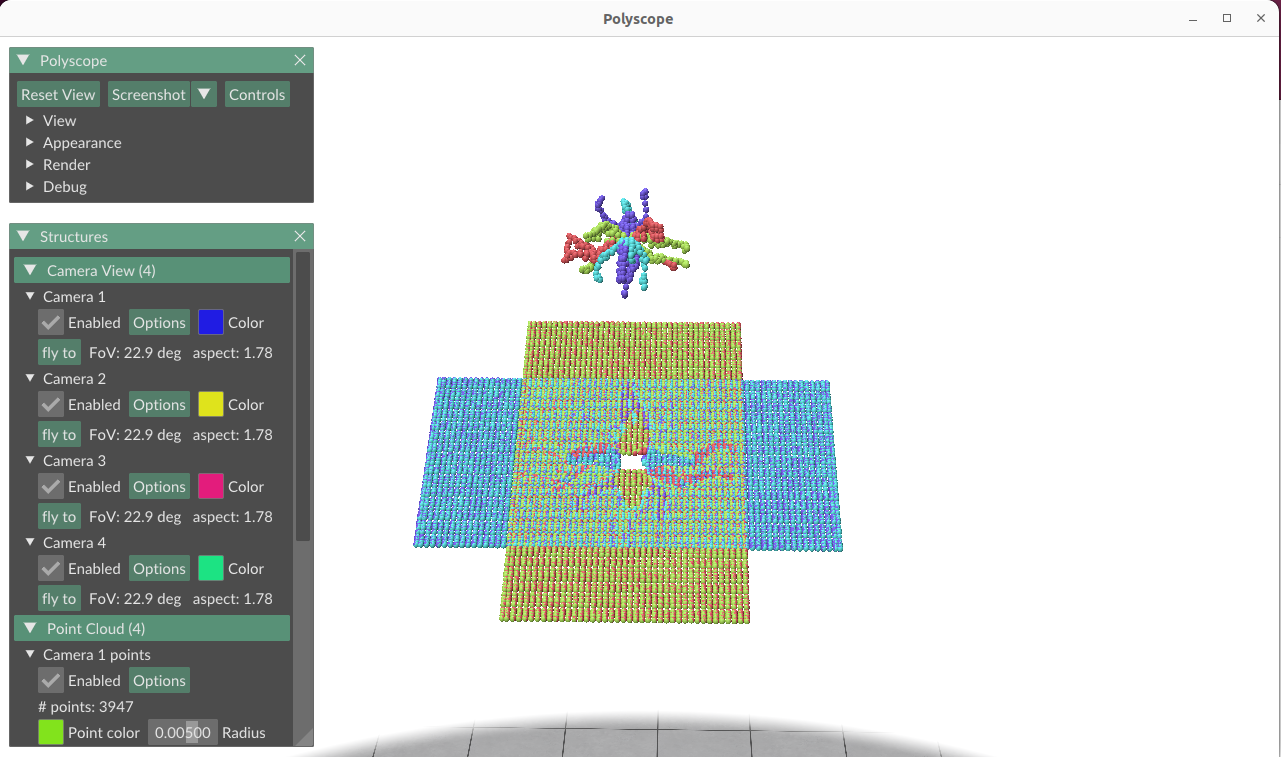 Polyscope
Polyscope
Reset View Screenshot Controls
View
Appearance
Render
Debug
Structures
Camera View (4)
Camera 1
Enabled Options Color
fly to FoV: 22.9 deg aspect: 1.78
Camera 2
Enabled Options Color
fly to FoV: 22.9 deg aspect: 1.78
Camera 3
Enabled Options Color
fly to FoV: 22.9 deg aspect: 1.78
Camera 4
Enabled Options Color
fly to FoV: 22.9 deg aspect: 1.78
Point Cloud (4)
Camera 1 points
Enabled Options
# points: 3947
Point color 0.00500 Radius